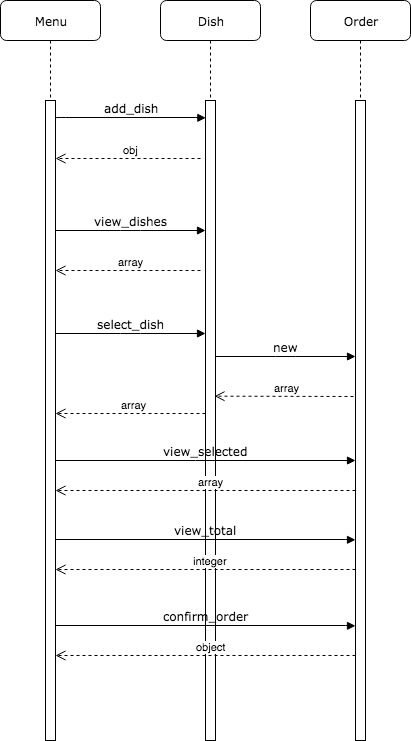 Menu
Dish
Order
add_dish
obj
view_dishes
array
select_dish
new
array
array
view_selected
array
view_total
integer
confirm_order
object